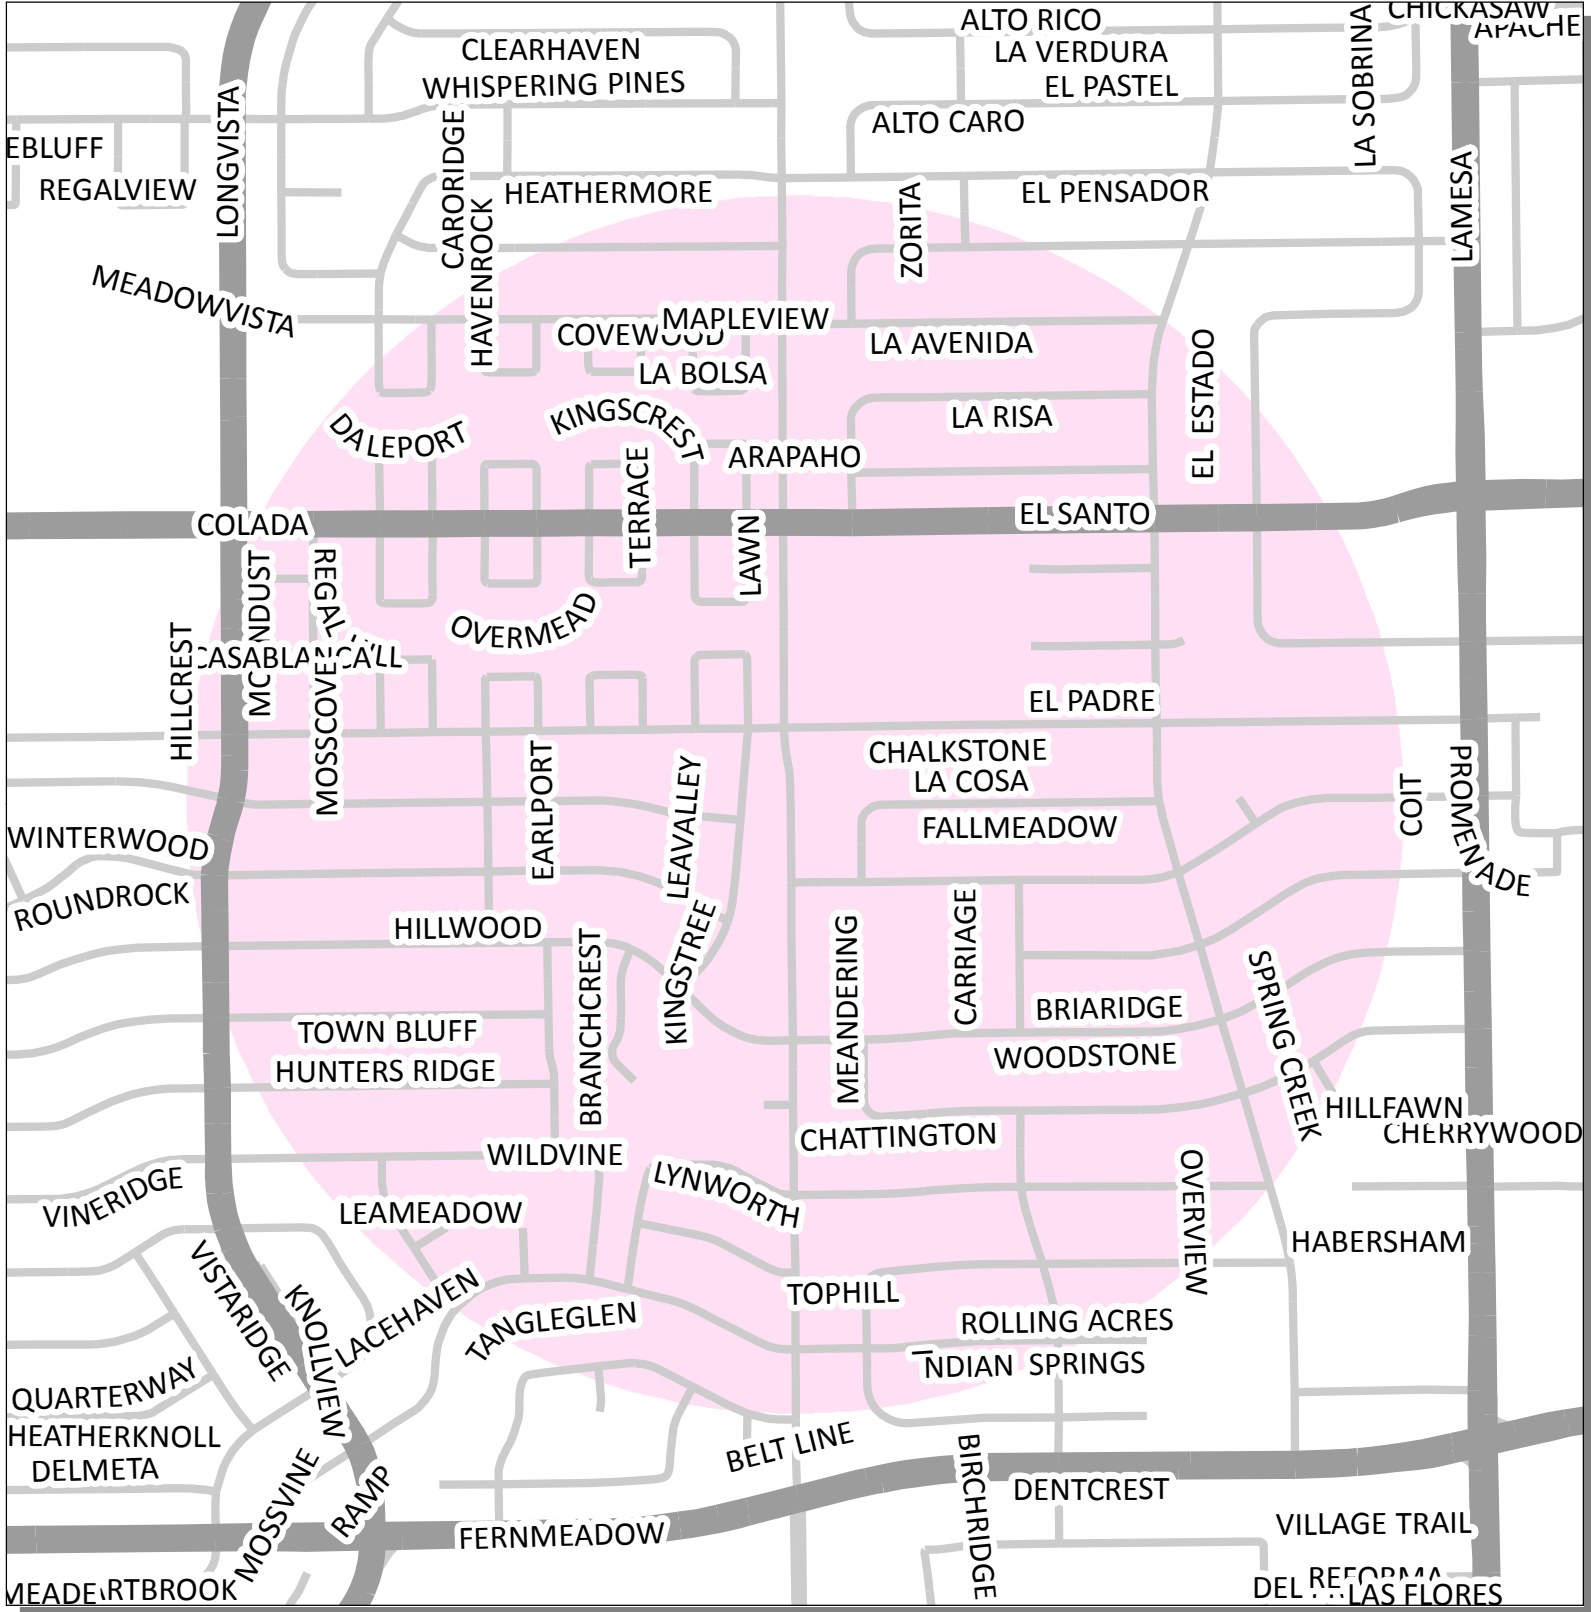 CHICKASAW
ALTO RICO
APACHE
CLEARHAVEN
LA VERDURA
LA SOBRINA
WHISPERING PINES
EL PASTEL
LONGVISTA
ALTO CARO
EBLUFF
CARORIDGE
REGALVIEW
HEATHERMORE
EL PENSADOR
LAMESA
ZORITA
HAVENROCK
MEADOWVISTA
MAPLEVIEW
COVEWOOD
LA AVENIDA
LA BOLSA
EL ESTADO
KINGSCREST
LA RISA
DALEPORT
ARAPAHO
TERRACE
EL SANTO
COLADA
LAWN
REGAL HILL
OVERMEAD
CASABLANCA
HILLCREST
MOSSCOVE
EL PADRE
CHALKSTONE
LA COSA
COIT
PROMENADE
EARLPORT
LEAVALLEY
FALLMEADOW
WINTERWOOD
ROUNDROCK
HILLWOOD
KINGSTREE
BRANCHCREST
MEANDERING
CARRIAGE
BRIARIDGE
SPRING CREEK
TOWN BLUFF
WOODSTONE
HUNTERS RIDGE
HILLFAWN
CHERRYWOOD
CHATTINGTON
WILDVINE
LYNWORTH
VINERIDGE
OVERVIEW
LEAMEADOW
HABERSHAM
VISTARIDGE
KNOLLVIEW
LACEHAVEN
TANGLEGLEN
TOPHILL
ROLLING ACRES
INDIAN SPRINGS
QUARTERWAY
HEATHERKNOLL
BELT LINE
DELMETA
BIRCHRIDGE
DENTCREST
MOSSVINE
RAMP
FERNMEADOW
VILLAGE TRAIL
REFORMA
MEADE
RTBROOK
DEL
LAS FLORES